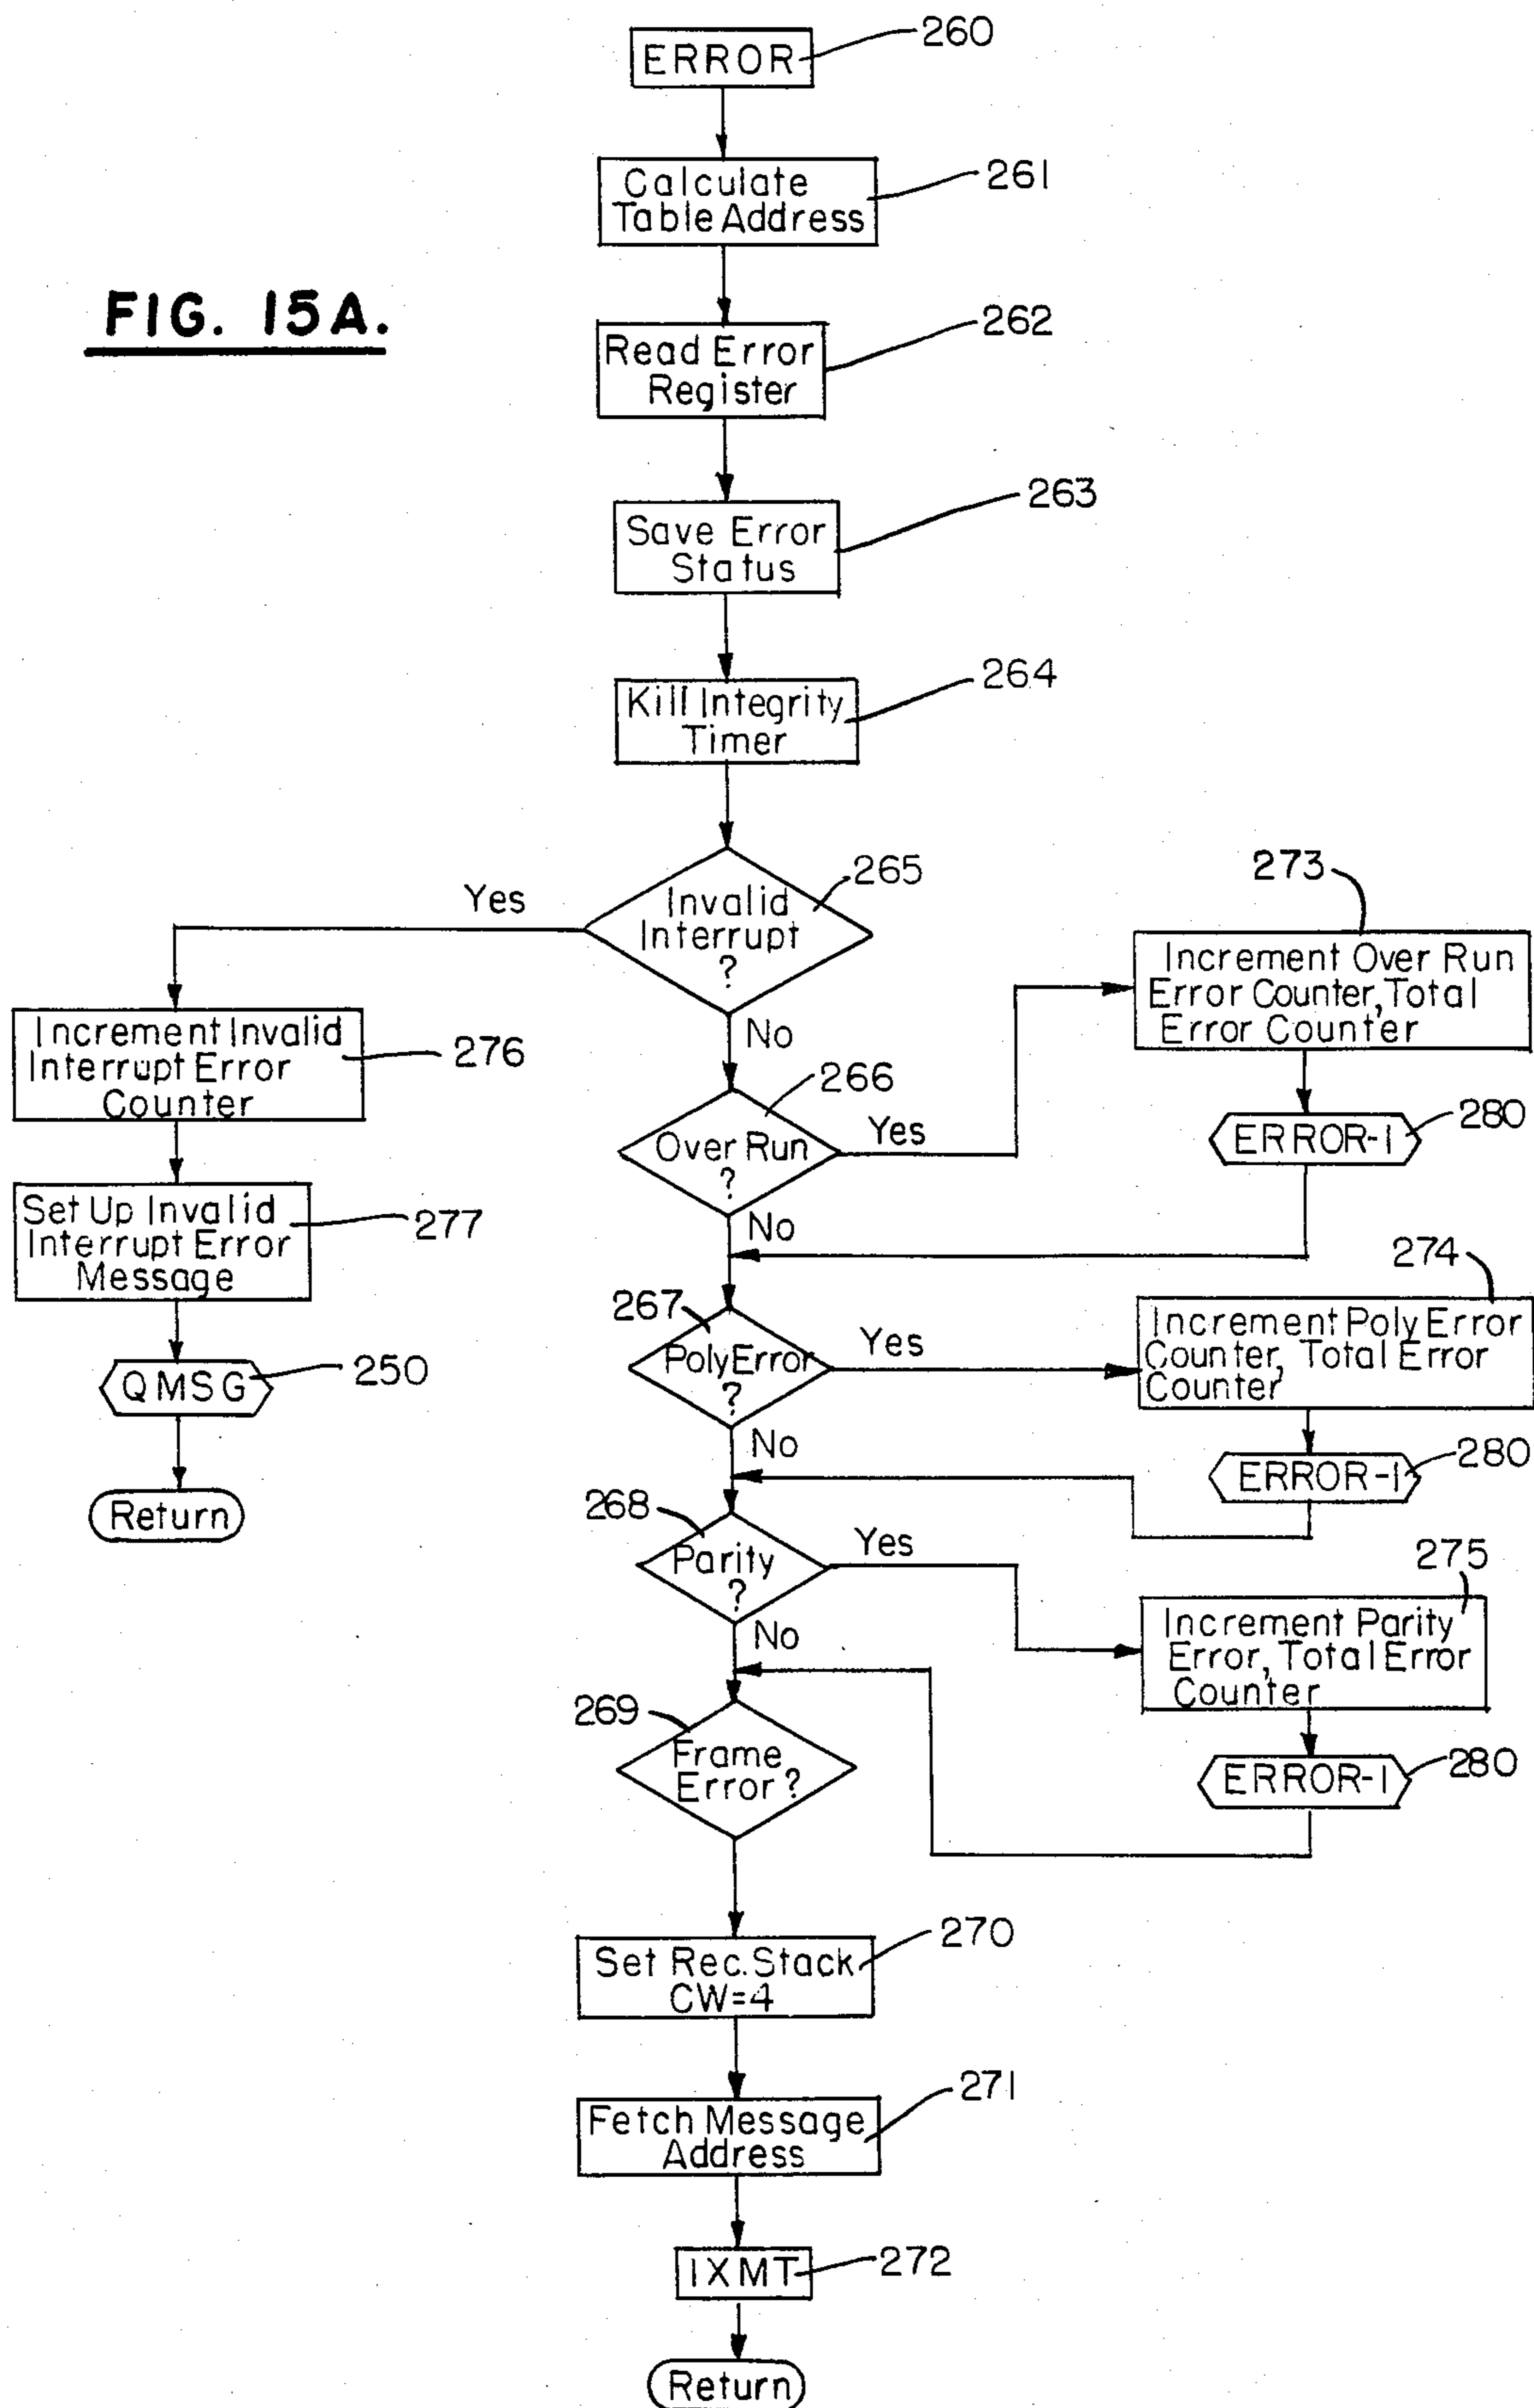 260
ERROR
261
Calculate
Table Address
FIG. 15A.
262
Read Error
Register
263
Save Error
Status
264
Kill Integrity
Timer
265
Yes
Invalid
Interrupt
?
No
273
Increment Over Run
Error Counter, Total
Error Counter
Increment Invalid
Interrupt Error
Counter
276
266
Over Run
?
Yes
No
ERROR-1
280
Set Up Invalid
Interrupt Error
Message
277
267
Poly Error
?
Yes
No
274
Increment Poly Error
Counter, Total Error
Counter
QMSG
250
ERROR-1
280
Return
268
Parity
?
Yes
No
275
Increment Parity
Error, Total Error
Counter
269
Frame
Error?
ERROR-1
280
270
Set Rec. Stack
CW=4
271
Fetch Message
Address
IXMT
272
Return